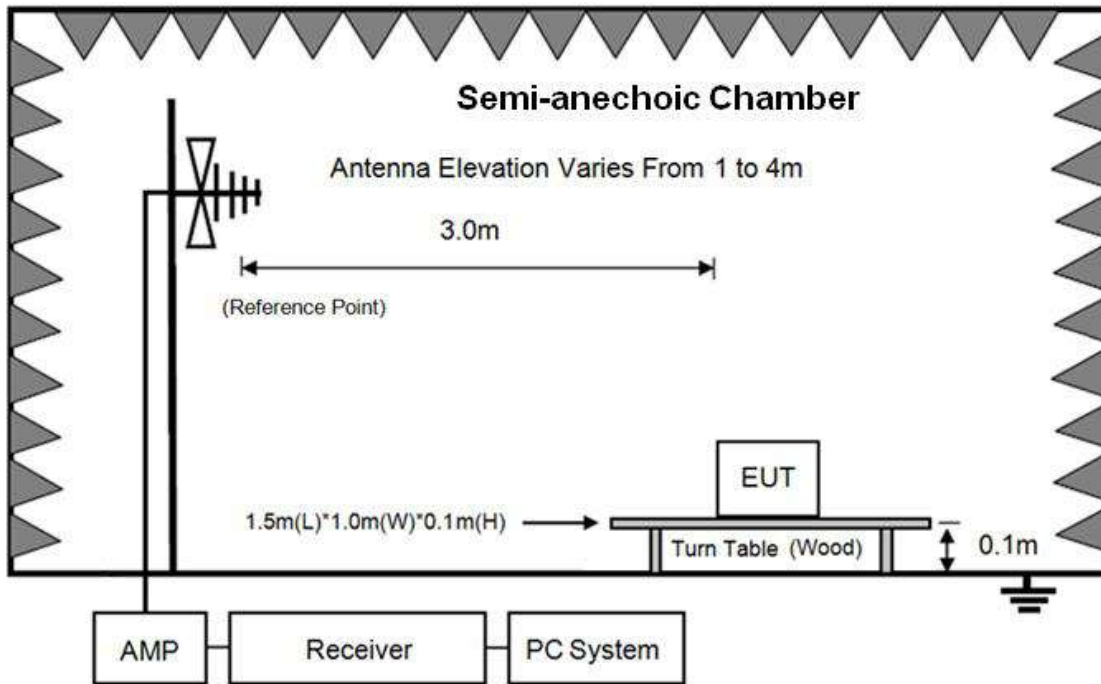 Semi-anechoic Chamber
Antenna Elevation Varies From 1 to 4m
3.0m
(Reference Point)
EUT
1.5m(L)*1.0m(W)*0.1m(H)
Turn Table (Wood)
0.1m
AMP
Receiver
PC System